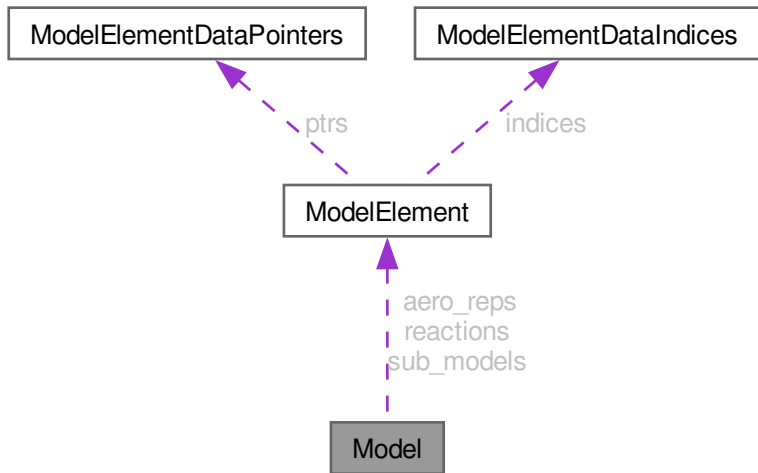 ModelElementDataPointers
ModelElementDataIndices
ptrs
indices
ModelElement
aero_reps
reactions
sub_models
Model